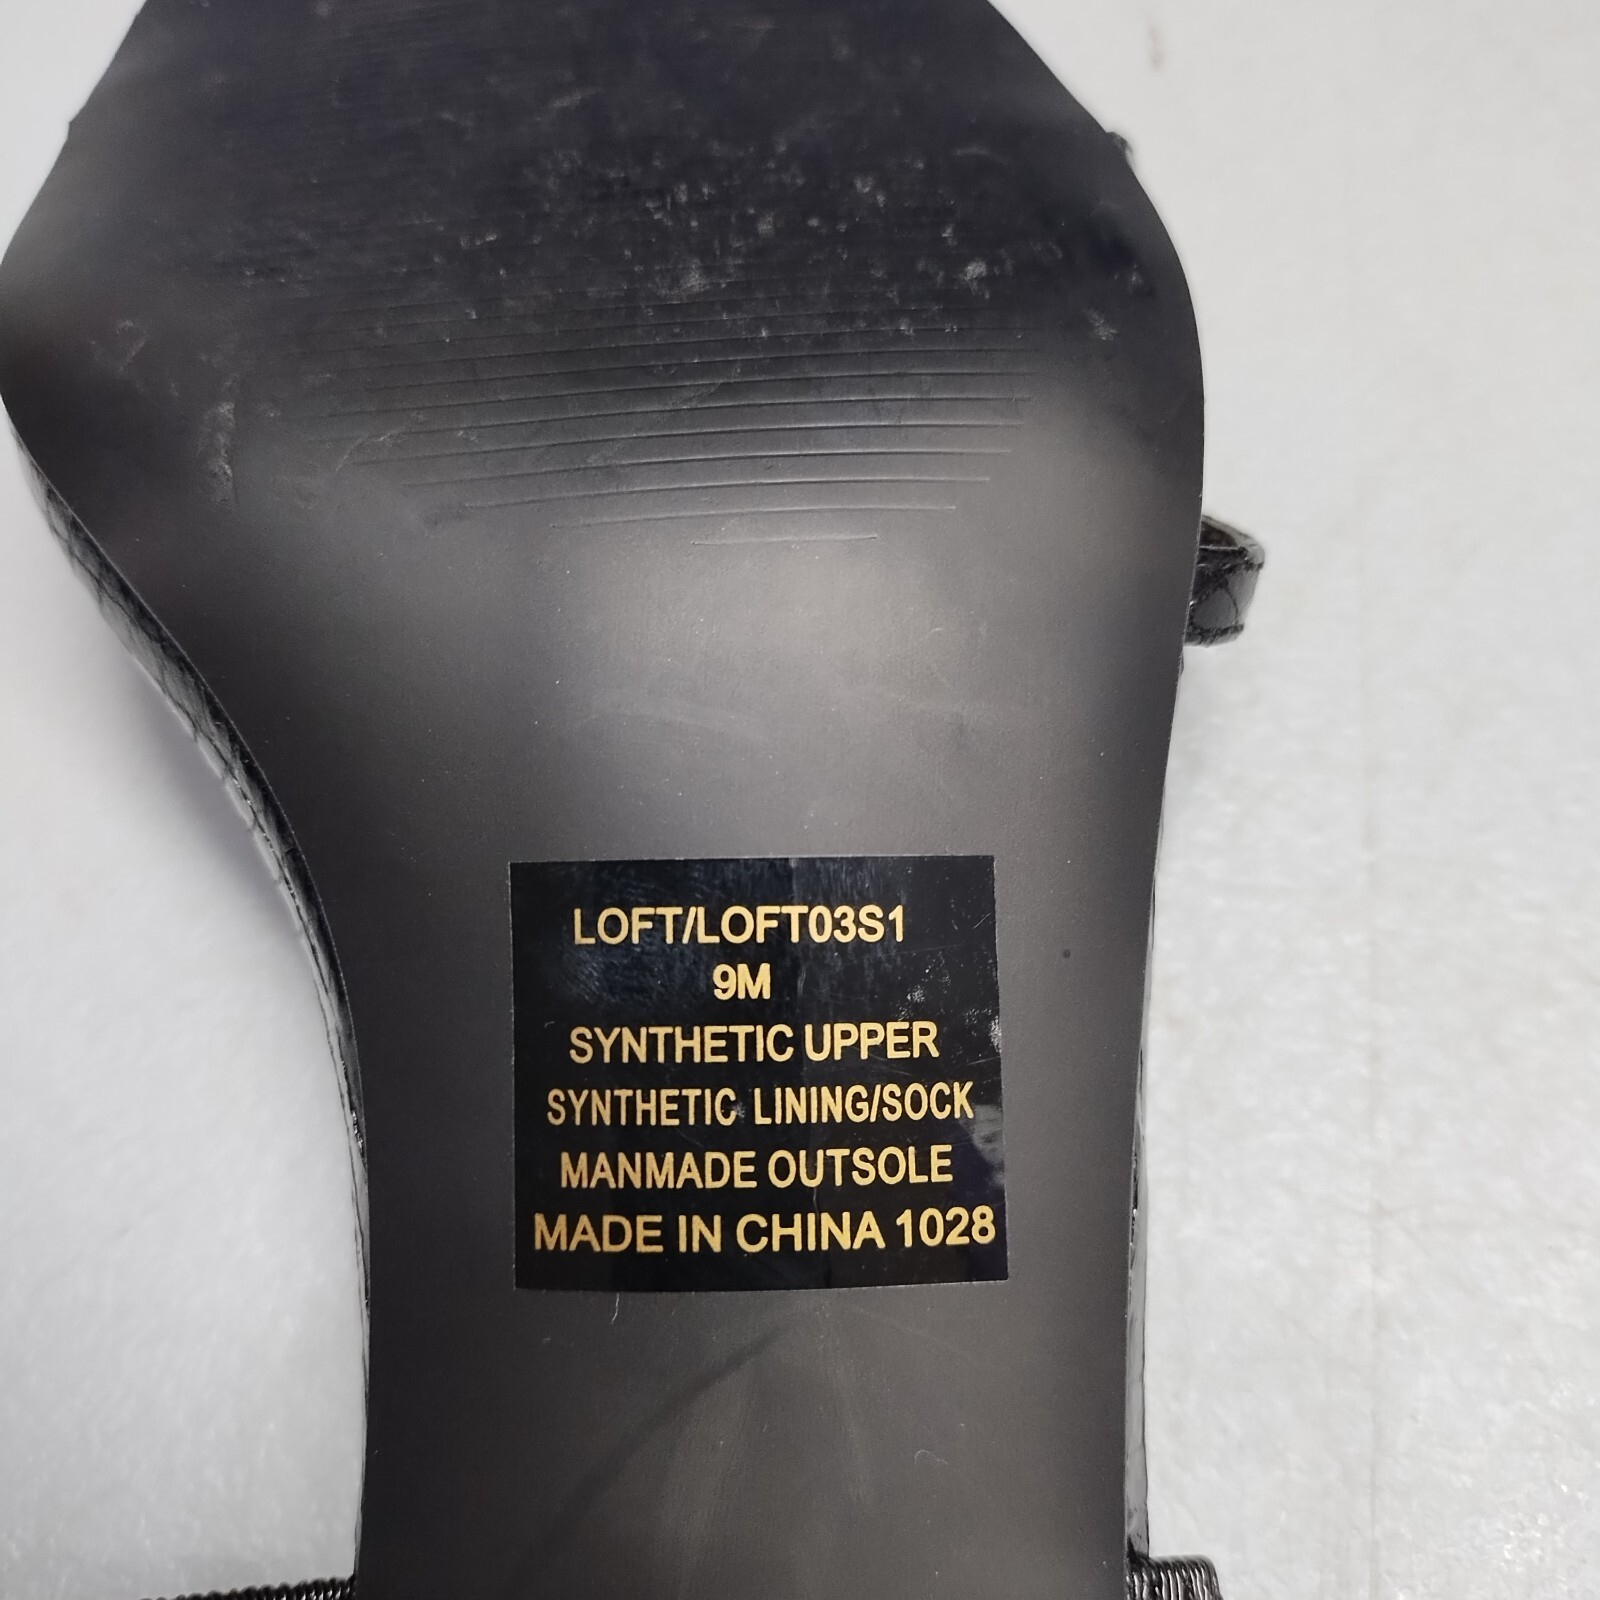 LOFT/LOFT03S1
9M
SYNTHETIC UPPER
SYNTHETIC LINING/SOCK
MANMADE OUTSOLE
MADE IN CHINA 1028